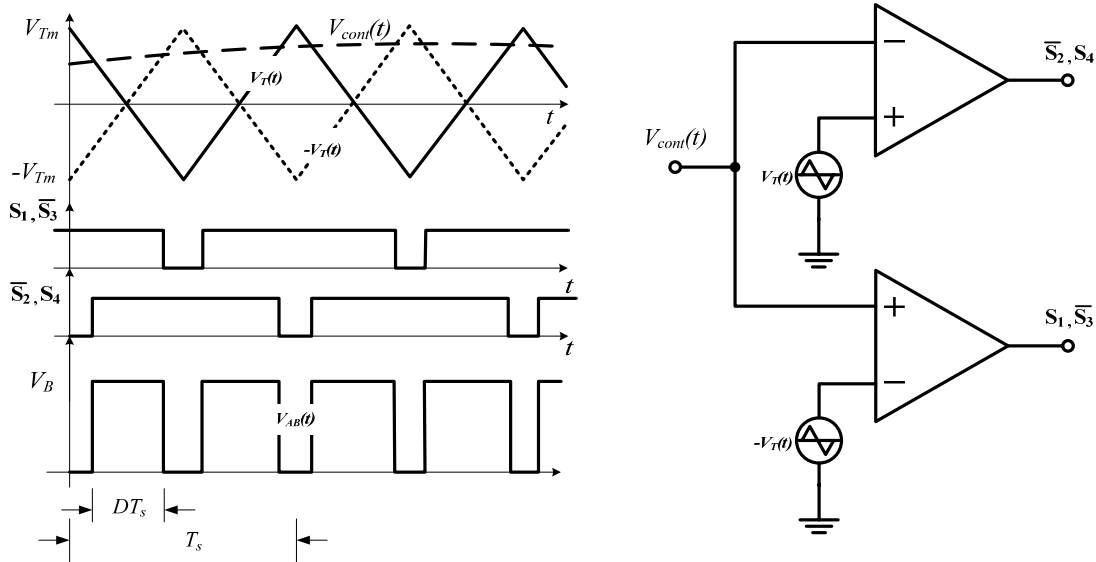 V_Tm
V_cont(t)
V_T(t)
t
-V_T(t)
-V_Tm
S₁, S̅₃
t
S̅₂, S₄
t
V_B
V_AB(t)
DT_s
T_s
S̅₂, S₄
−
+
V_cont(t)
V_T(t)
+
S₁, S̅₃
−
-V_T(t)